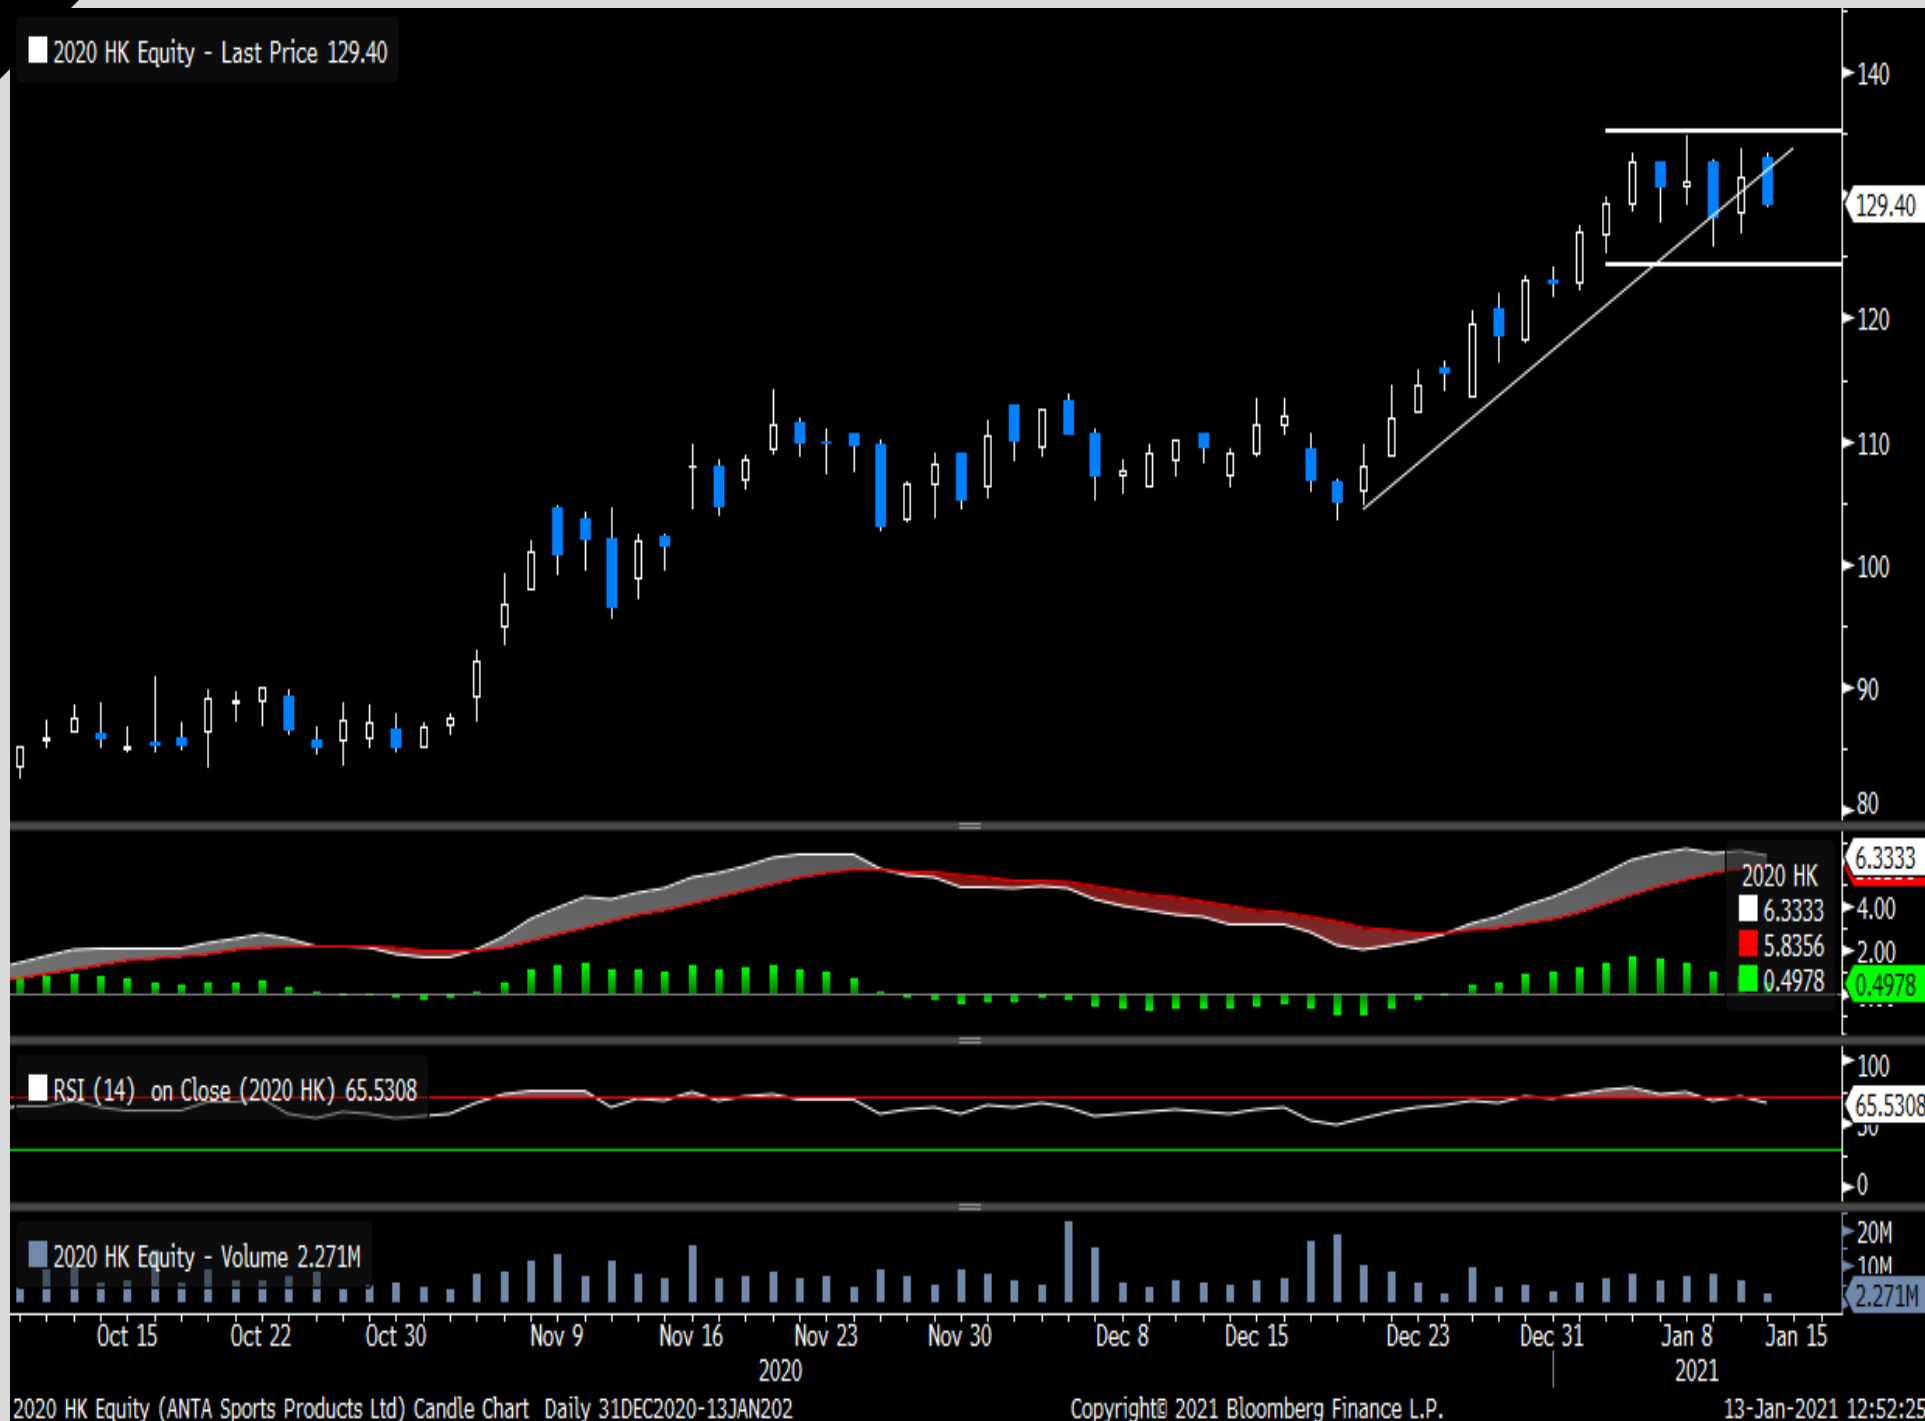 2020 HK Equity - Last Price 129.40
140
129.40
120
110
100
90
80
6.3333
2020 HK
6.3333
5.8356
0.4978
4.00
2.00
0.4978
RSI (14) on Close (2020 HK) 65.5308
100
65.5308
50
0
2020 HK Equity - Volume 2.271M
20M
10M
2.271M
Oct 15 Oct 22 Oct 30 Nov 9 Nov 16 Nov 23 Nov 30 Dec 8 Dec 15 Dec 23 Dec 31 Jan 8 Jan 15
2020 2021
2020 HK Equity (ANTA Sports Products Ltd) Candle Chart Daily 31DEC2020-13JAN202 Copyright© 2021 Bloomberg Finance L.P. 13-Jan-2021 12:52:25